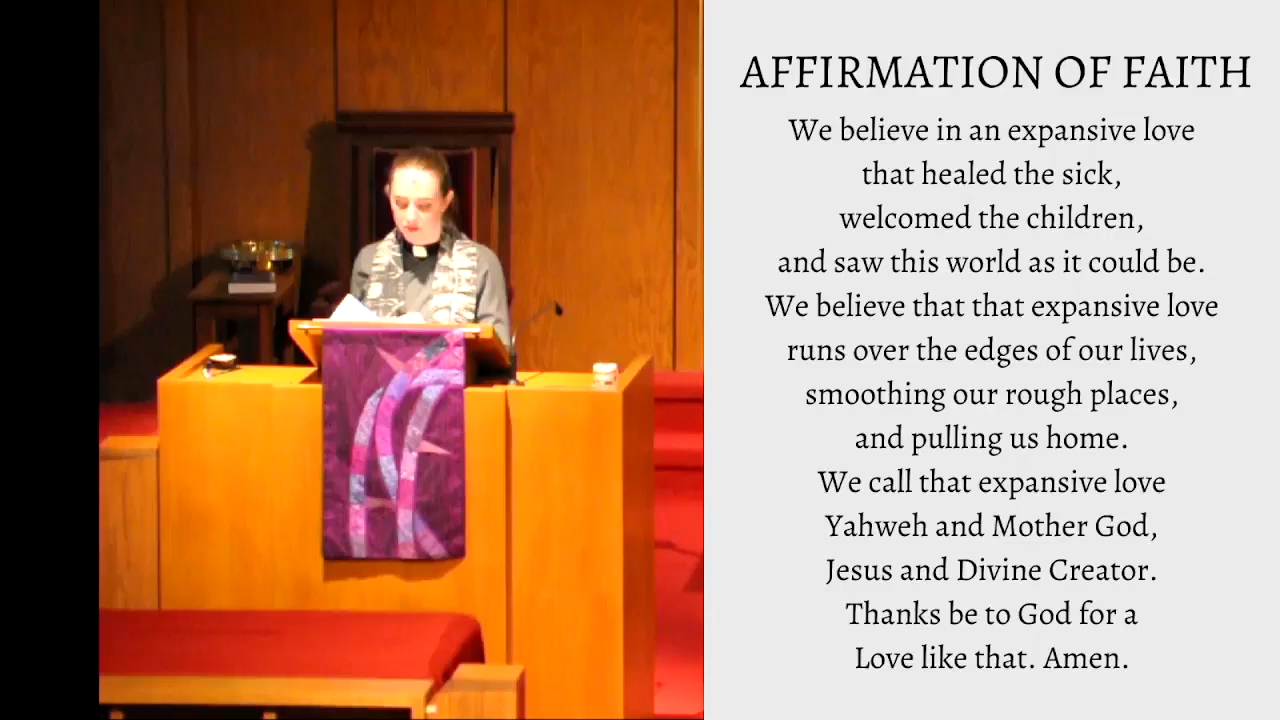 AFFIRMATION OF FAITH
We believe in an expansive love
that healed the sick,
welcomed the children,
and saw this world as it could be.
We believe that that expansive love
runs over the edges of our lives,
smoothing our rough places,
and pulling us home.
We call that expansive love
Yahweh and Mother God,
Jesus and Divine Creator.
Thanks be to God for a
Love like that. Amen.